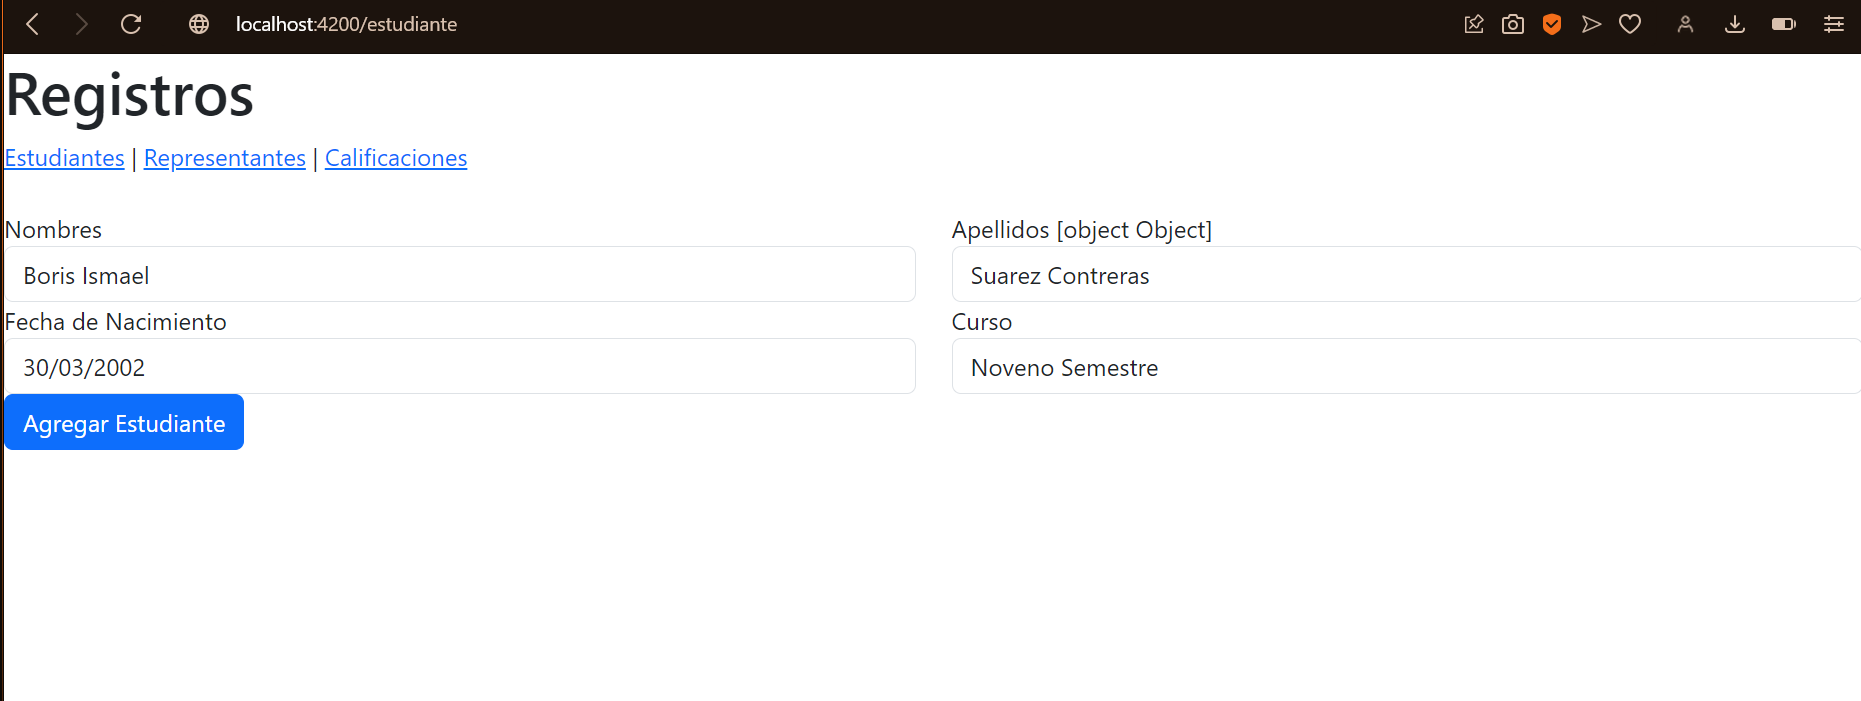 localhost:4200/estudiante
Registros
Estudiantes | Representantes | Calificaciones
Nombres
Apellidos [object Object]
Boris Ismael
Suarez Contreras
Fecha de Nacimiento
Curso
30/03/2002
Noveno Semestre
Agregar Estudiante